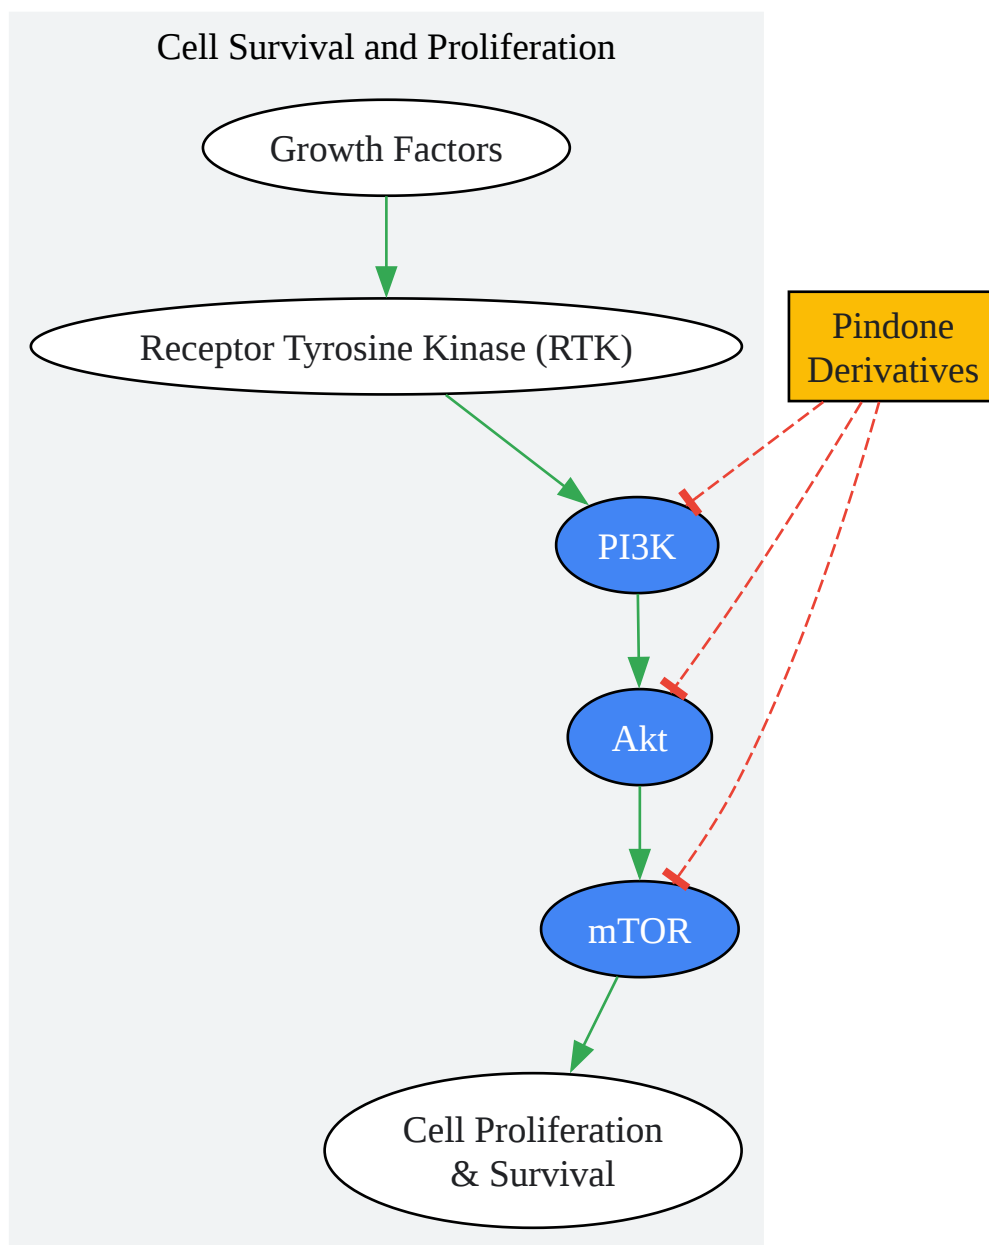 Cell Survival and Proliferation
Growth Factors
Receptor Tyrosine Kinase (RTK)
Pindone
Derivatives
PI3K
Akt
mTOR
Cell Proliferation
& Survival